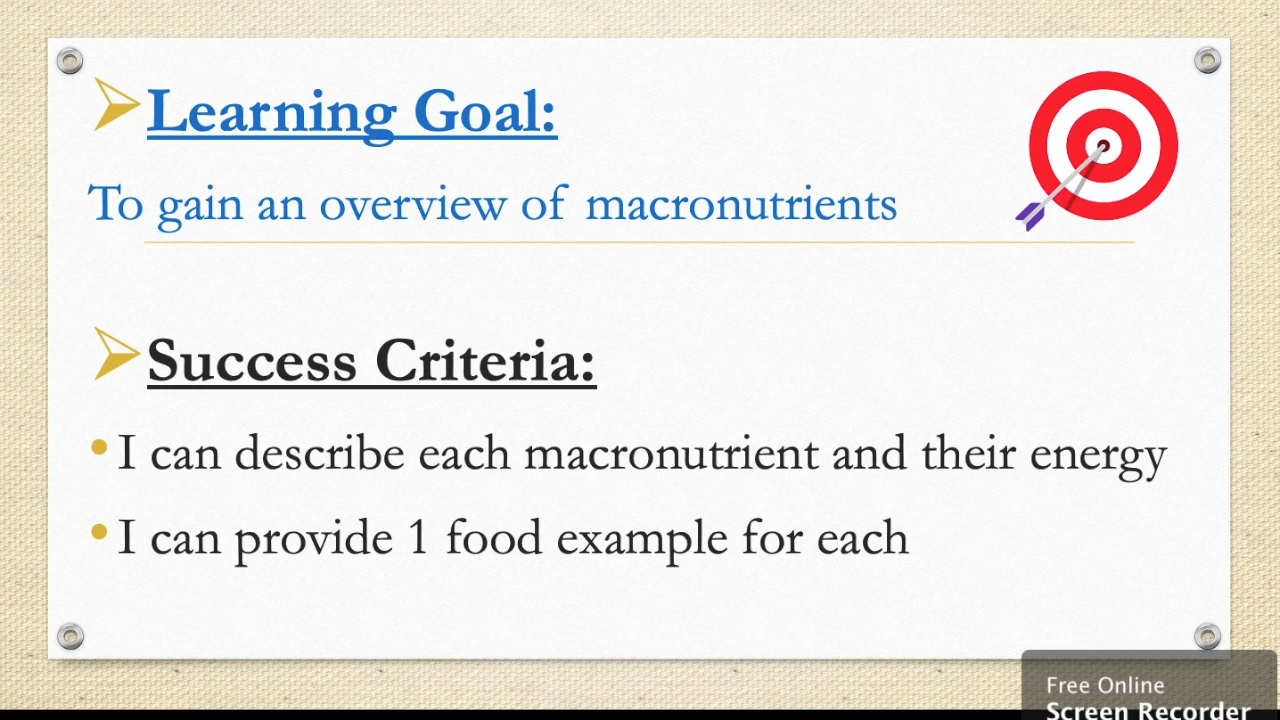 Learning Goal:
To gain an overview of macronutrients
Success Criteria:
I can describe each macronutrient and their energy
I can provide 1 food example for each
Free Online
Screen Recorder